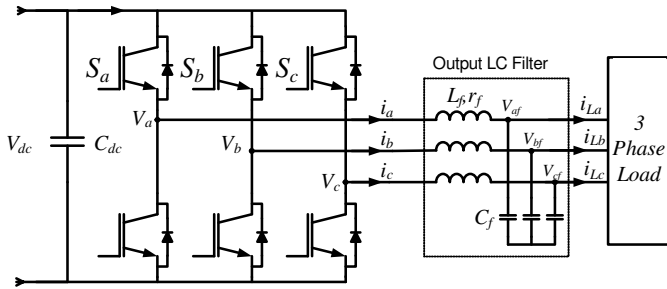 Output LC Filter
S_a
S_b
S_c
L_f,r_f
V_af
i_La
3
Phase
Load
V_a
i_a
V_bf
i_Lb
V_dc
C_dc
V_b
i_b
V_cf
i_Lc
V_c
i_c
C_f